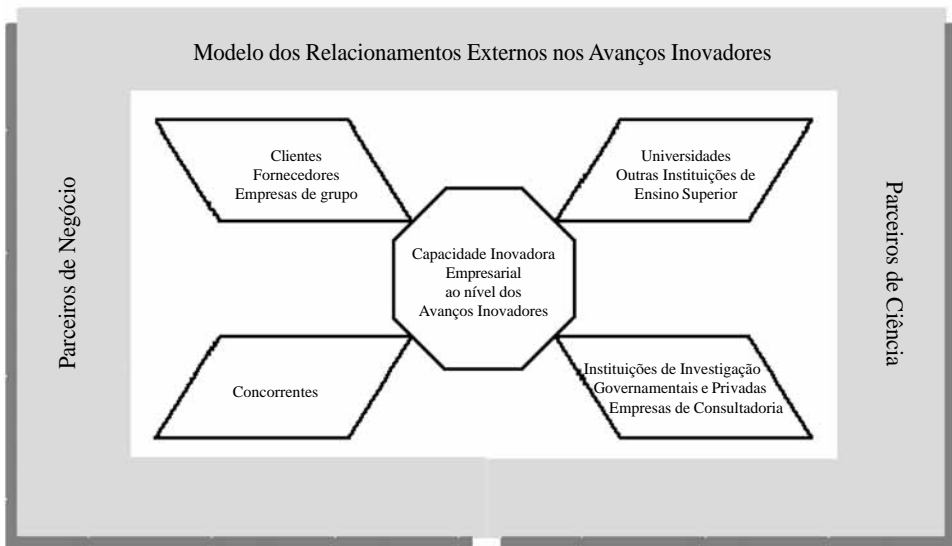 Modelo dos Relacionamentos Externos nos Avanços Inovadores
Parceiros de Negócio
Clientes
Fornecedores
Empresas de grupo
Universidades
Outras Instituições de
Ensino Superior
Capacidade Inovadora
Empresarial
ao nível dos
Avanços Inovadores
Concorrentes
Instituições de Investigação
Governamentais e Privadas
Empresas de Consultadoria
Parceiros de Ciência